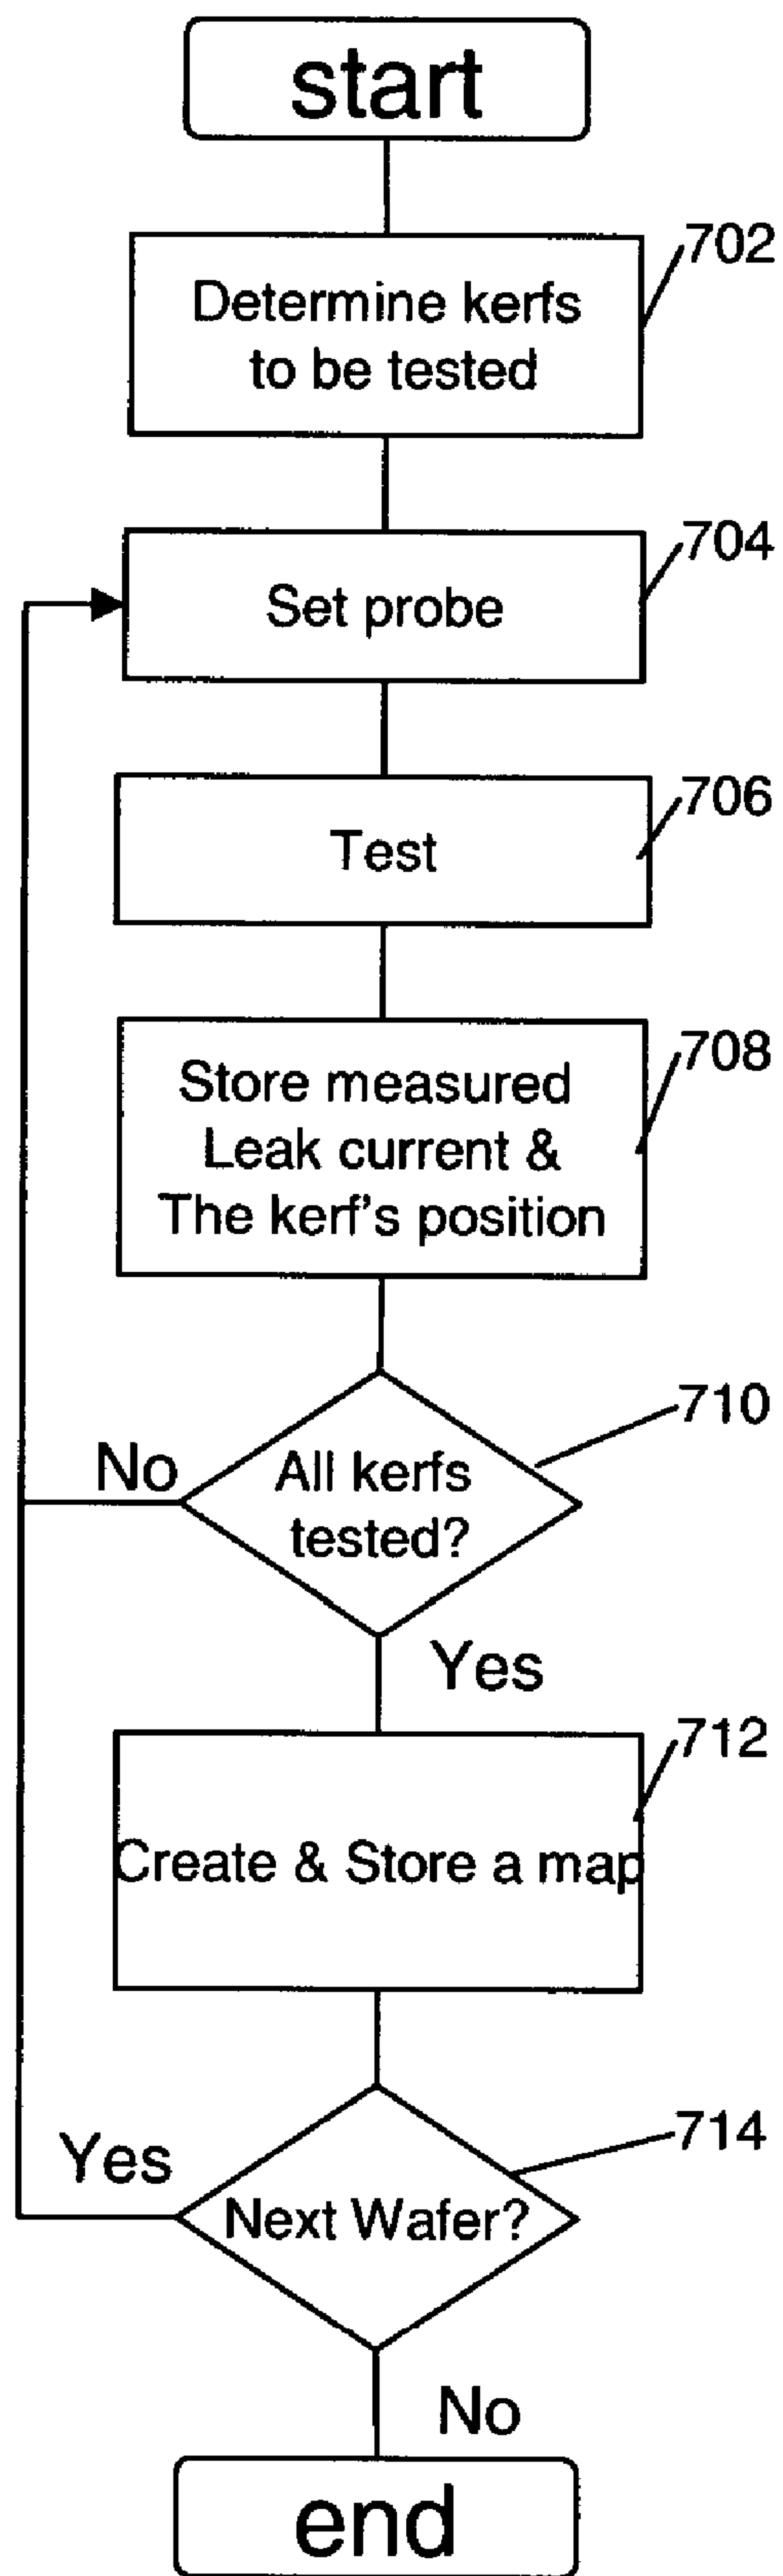 start
702
Determine kerfs
to be tested
704
Set probe
706
Test
708
Store measured
Leak current &
The kerf's position
710
No
All kerfs
tested?
Yes
712
Create & Store a map
714
Yes
Next Wafer?
No
end